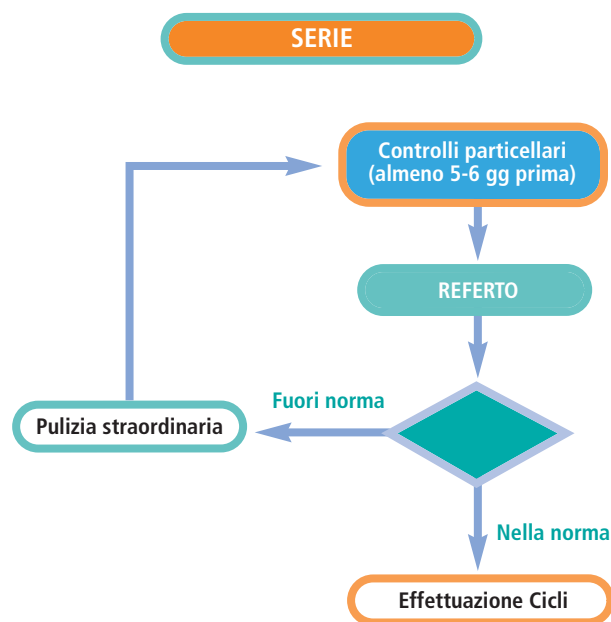 SERIE
Controlli particellari
(almeno 5-6 gg prima)
REFERTO
Fuori norma
Pulizia straordinaria
Nella norma
Effettuazione Cicli